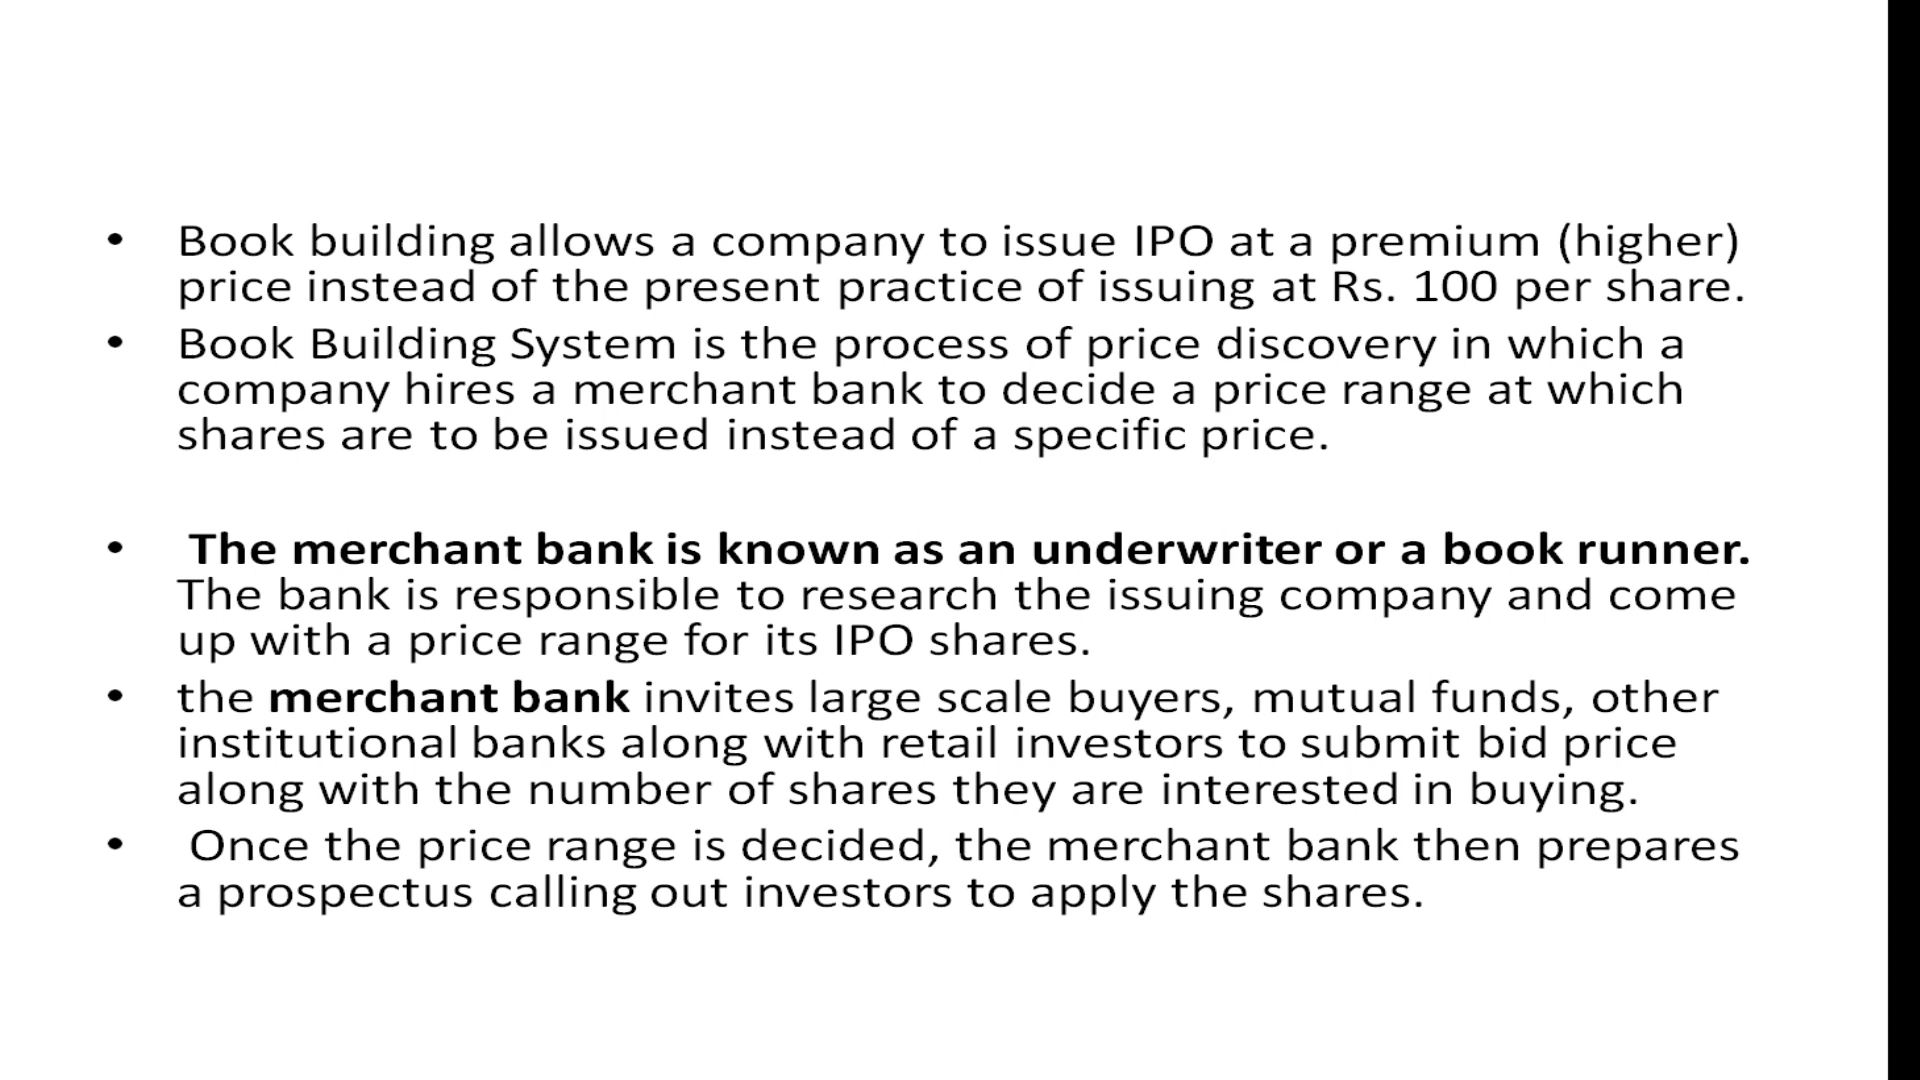 • Book building allows a company to issue IPO at a premium (higher)
price instead of the present practice of issuing at Rs. 100 per share.
• Book Building System is the process of price discovery in which a
company hires a merchant bank to decide a price range at which
shares are to be issued instead of a specific price.
• The merchant bank is known as an underwriter or a book runner.
The bank is responsible to research the issuing company and come
up with a price range for its IPO shares.
• the merchant bank invites large scale buyers, mutual funds, other
institutional banks along with retail investors to submit bid price
along with the number of shares they are interested in buying.
• Once the price range is decided, the merchant bank then prepares
a prospectus calling out investors to apply the shares.